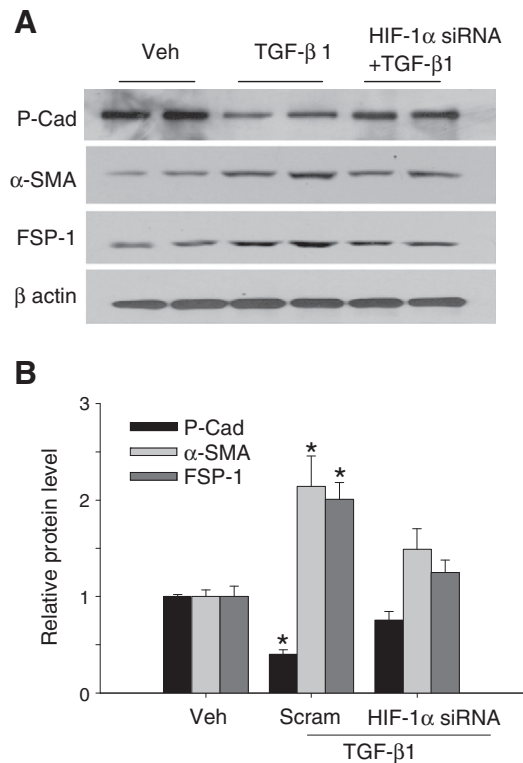 A
Veh
TGF-β 1
HIF-1α siRNA
+TGF-β1
P-Cad
α-SMA
FSP-1
β actin
B
Relative protein level
3
2
1
0
P-Cad
α-SMA
FSP-1
*
*
*
Veh
Scram
HIF-1α siRNA
TGF-β1